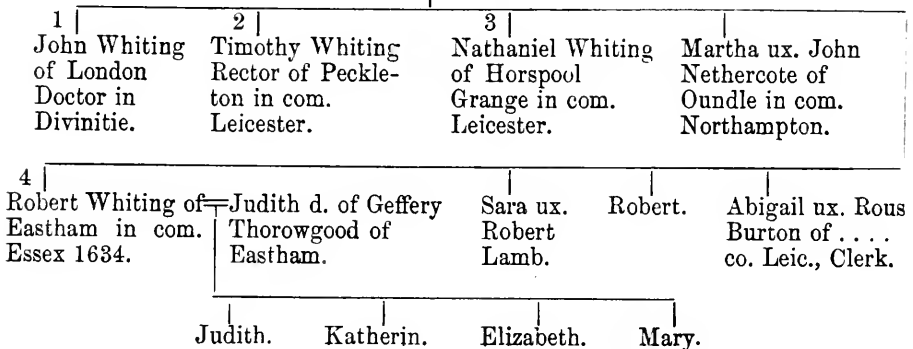 1
John Whiting
of London
Doctor in
Divinitie.
2
Timothy Whiting
Rector of Peckle-
ton in com.
Leicester.
3
Nathaniel Whiting
of Horspool
Grange in com.
Leicester.
Martha ux. John
Nethercote of
Oundle in com.
Northampton.
4
Robert Whiting of
Eastham in com.
Essex 1634.
Judith d. of Geffery
Thorowgood of
Eastham.
Sara ux.
Robert
Lamb.
Robert.
Abigail ux. Rous
Burton of ....
co. Leic., Clerk.
Judith.
Katherin.
Elizabeth.
Mary.